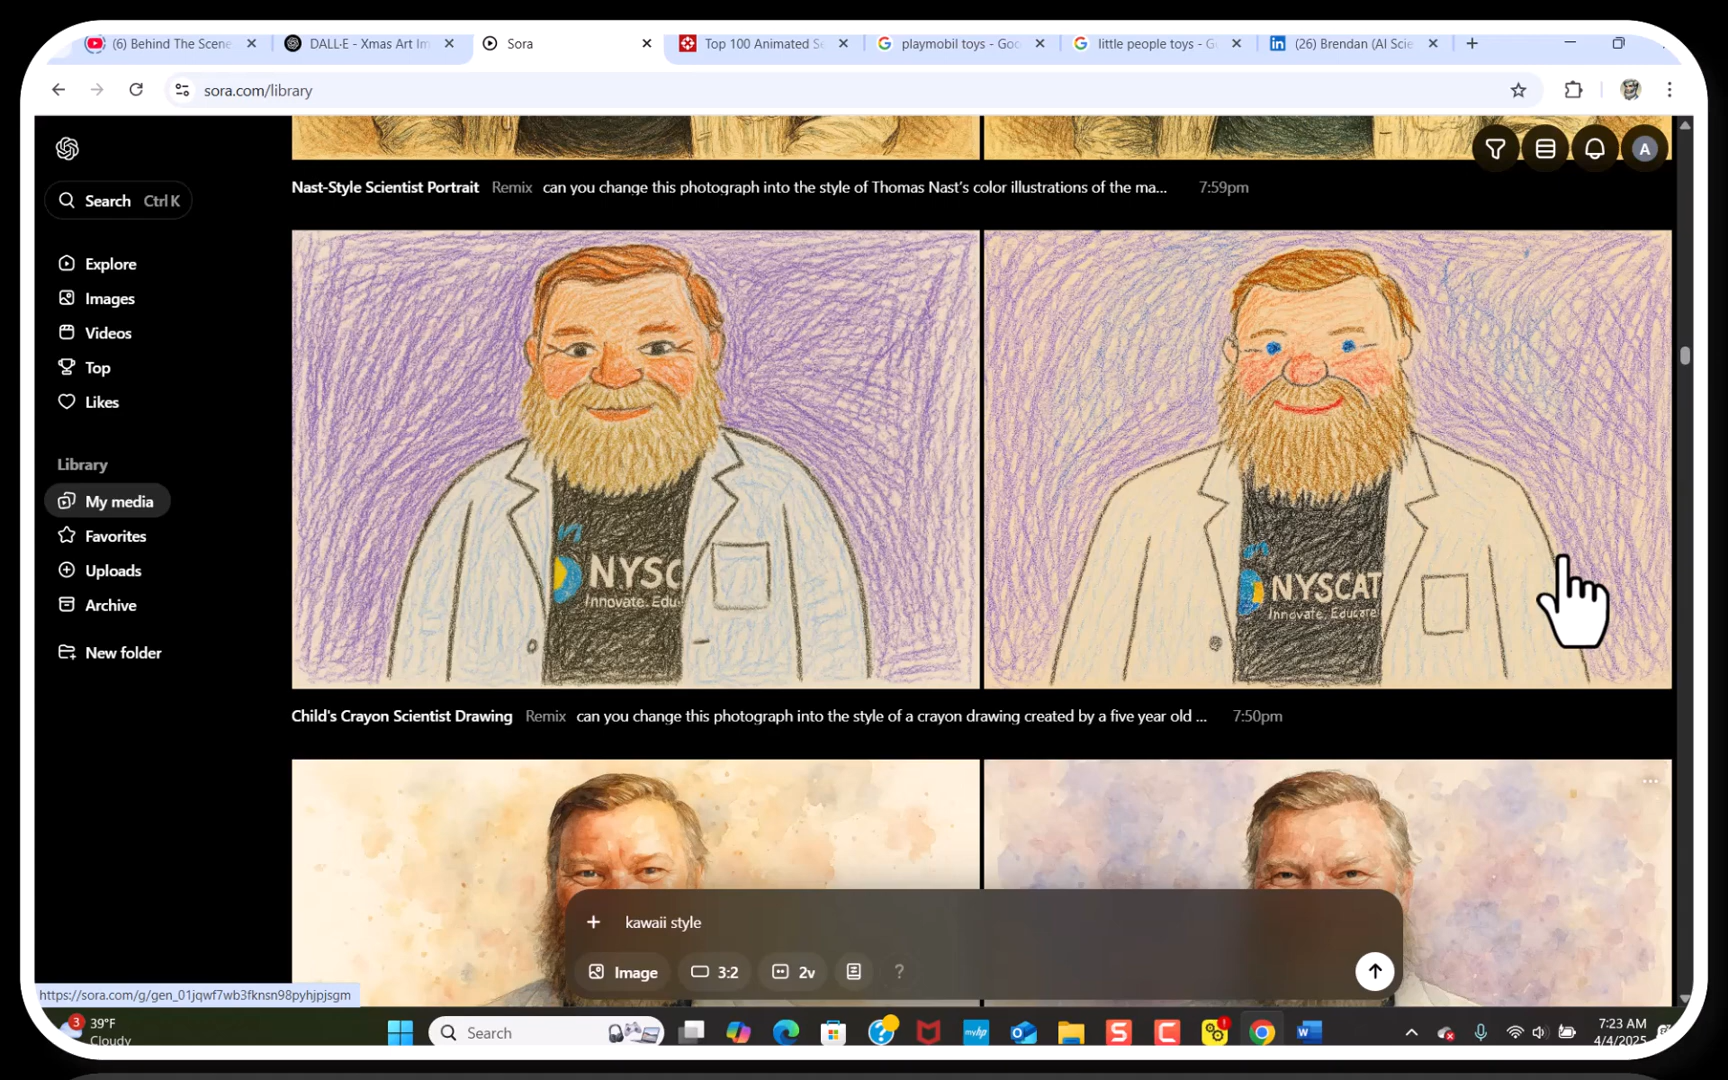 (6) Behind The Scene
DALL·E - Xmas Art Im
Sora
Top 100 Animated Se
playmobil toys - Goo
little people toys - G
(26) Brendan (AI Scie
sora.com/library
A
Search Ctrl K
Explore
Images
Videos
Top
Likes
Library
My media
Favorites
Uploads
Archive
New folder
Nast-Style Scientist Portrait Remix can you change this photograph into the style of Thomas Nast's color illustrations of the ma... 7:59pm
NYSC
Innovate. Edu
NYSCAT
Innovate, Educate
Child's Crayon Scientist Drawing Remix can you change this photograph into the style of a crayon drawing created by a five year old ... 7:50pm
kawaii style
Image 3:2 2v ?
https://sora.com/g/gen_01jqwf7wb3fknsn98pyhjpjsgm
3 39°F
Cloudy
Search
myhp
7:23 AM
4/4/2025